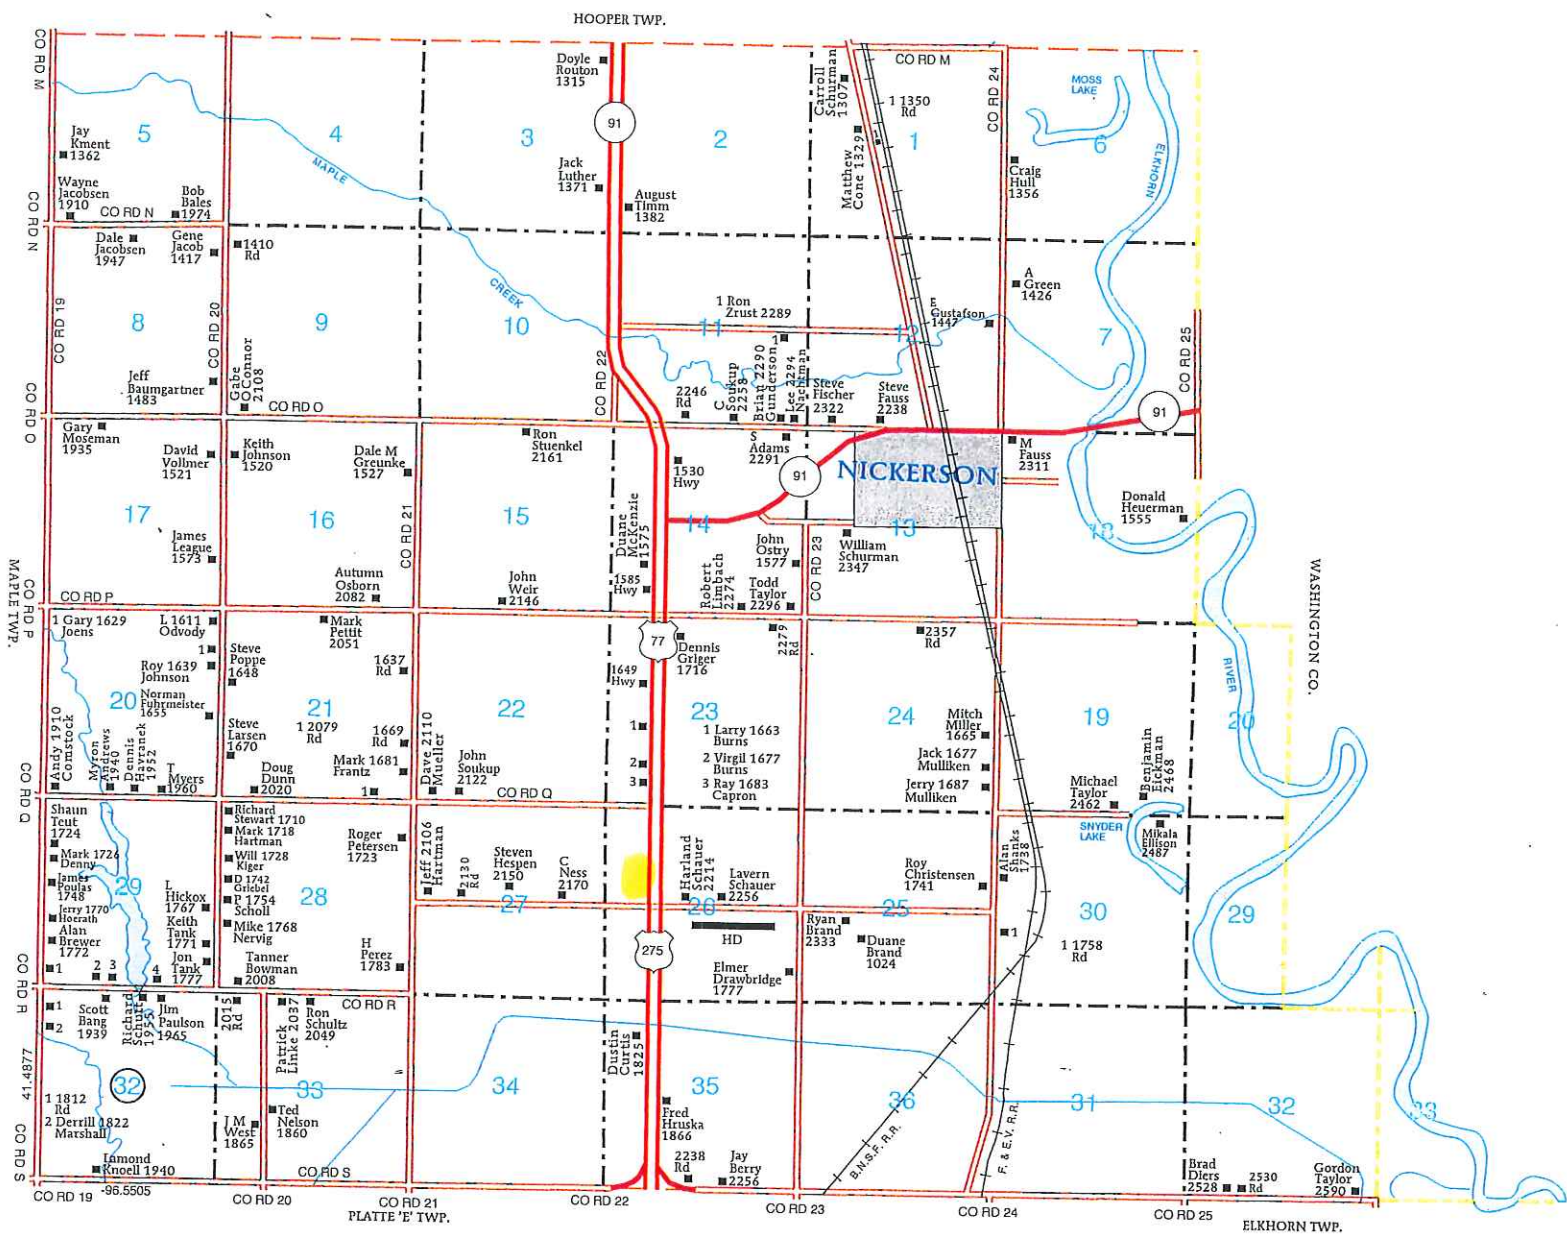 HOOPER TWP.
CO RD M
Doyle
Routon
1315
Carroll
Schurman
1307
CO RD M
CO RD 24
MOSS
LAKE
1 1350
Rd
91
5
4
3
2
1
6
Jay
Kment
1362
MAPLE
Jack
Luther
1371
Matthew
Cone 1329
1
Craig
Hull
1356
ELKHORN
Wayne
Jacobsen
1910
CO RD N
Bob
Bales
1974
August
Timm
1382
CO RD N
Dale
Jacobsen
1947
Gene
Jacob
1417
1410
Rd
CREEK
A
Green
1426
CO RD 19
CO RD 20
8
9
10
11
12
7
1 Ron
Zrust 2289
E
Gustafson
1447
CO RD 25
Jeff
Baumgartner
1483
Gabe
OConnor
2108
CO RD O
CO RD 22
2246
Rd
C
Soukup
2258
Brian 2290
Gunderson
1
Lee 2294
Nachtman
Steve
Fischer
2322
Steve
Fauss
2238
91
CO RD O
Gary
Moseman
1935
David
Vollmer
1521
Keith
Johnson
1520
Dale M
Greunke
1527
Ron
Stuenkel
2161
1530
Hwy
S
Adams
2291
91
NICKERSON
M
Fauss
2311
Donald
Heuerman
1555
17
16
15
14
13
18
CO RD 21
James
League
1573
Autumn
Osborn
2082
John
Weir
2146
Duane
McKenzie
1575
1585
Hwy
Robert
Limbach
2274
John
Ostry
1577
Todd
Taylor
2296
CO RD 23
William
Schurman
2347
MAPLE TWP.
WASHINGTON CO.
CO RD P
CO RD P
1 Gary 1629
Joens
L 1611
Odvody
1
Roy 1639
Johnson
Norman
Fuhrmeister
1655
Steve
Poppe
1648
Mark
Pettit
2051
1637
Rd
77
Dennis
Griger
1716
2279
Rd
2357
Rd
1649
Hwy
RIVER
20
21
22
23
24
19
20
Andy 1910
Comstock
Myron
Andrews
1940
Dennis
Havranek
1952
T
Myers
1960
Steve
Larsen
1670
1 2079
Rd
1669
Rd
Mark 1681
Frantz
1
Doug
Dunn
2020
Dave 2110
Mueller
John
Soukup
2122
CO RD Q
1
2
3
1 Larry 1663
Burns
2 Virgil 1677
Burns
3 Ray 1683
Capron
Mitch
Miller
1665
Jack 1677
Mulliken
Jerry 1687
Mulliken
Michael
Taylor
2462
Benjamin
Eickman
2468
CO RD Q
Shaun
Teut
1724
Mark 1726
Denny
James
Poulas
1748
Jerry 1770
Hoerath
Alan
Brewer
1772
1
2
3
4
29
L
Hickox
1767
Keith
Tank
1771
Jon
Tank
1777
Richard
Stewart 1710
Mark 1718
Hartman
Will 1728
Kiger
D 1742
Griebel
P 1754
Scholl
Mike 1768
Nervig
Tanner
Bowman
2008
28
Roger
Petersen
1723
H
Perez
1783
Jeff 2106
Hartman
2130
Rd
Steven
Hespen
2150
C
Ness
2170
27
Harland
Schauer
2214
Lavern
Schauer
2256
26
HD
275
Elmer
Drawbridge
1777
Roy
Christensen
1741
25
Ryan
Brand
2333
Duane
Brand
1024
Alan
Shanks
1738
1
SNYDER
LAKE
Mikala
Ellison
2487
30
1 1758
Rd
29
CO RD R
1
2
Scott
Bang
1939
Richard
Schutt
1955
Jim
Paulson
1965
2015
Rd
Patrick
Linke 2037
Ron
Schultz
2049
CO RD R
Dustin
Curtis
1825
41.4877
32
33
34
35
36
31
32
33
1 1812
Rd
2 Derrill 1822
Marshall
J M
West
1865
Ted
Nelson
1860
Fred
Hruska
1866
B.N.S.F. R.R.
F. & E.V. R.R.
CO RD S
Lamond
Knoell 1940
CO RD S
2238
Rd
Jay
Berry
2256
Brad
Diers
2528
2530
Rd
Gordon
Taylor
2590
CO RD 19
-96.5505
CO RD 20
CO RD 21
CO RD 22
CO RD 23
CO RD 24
CO RD 25
PLATTE 'E' TWP.
ELKHORN TWP.